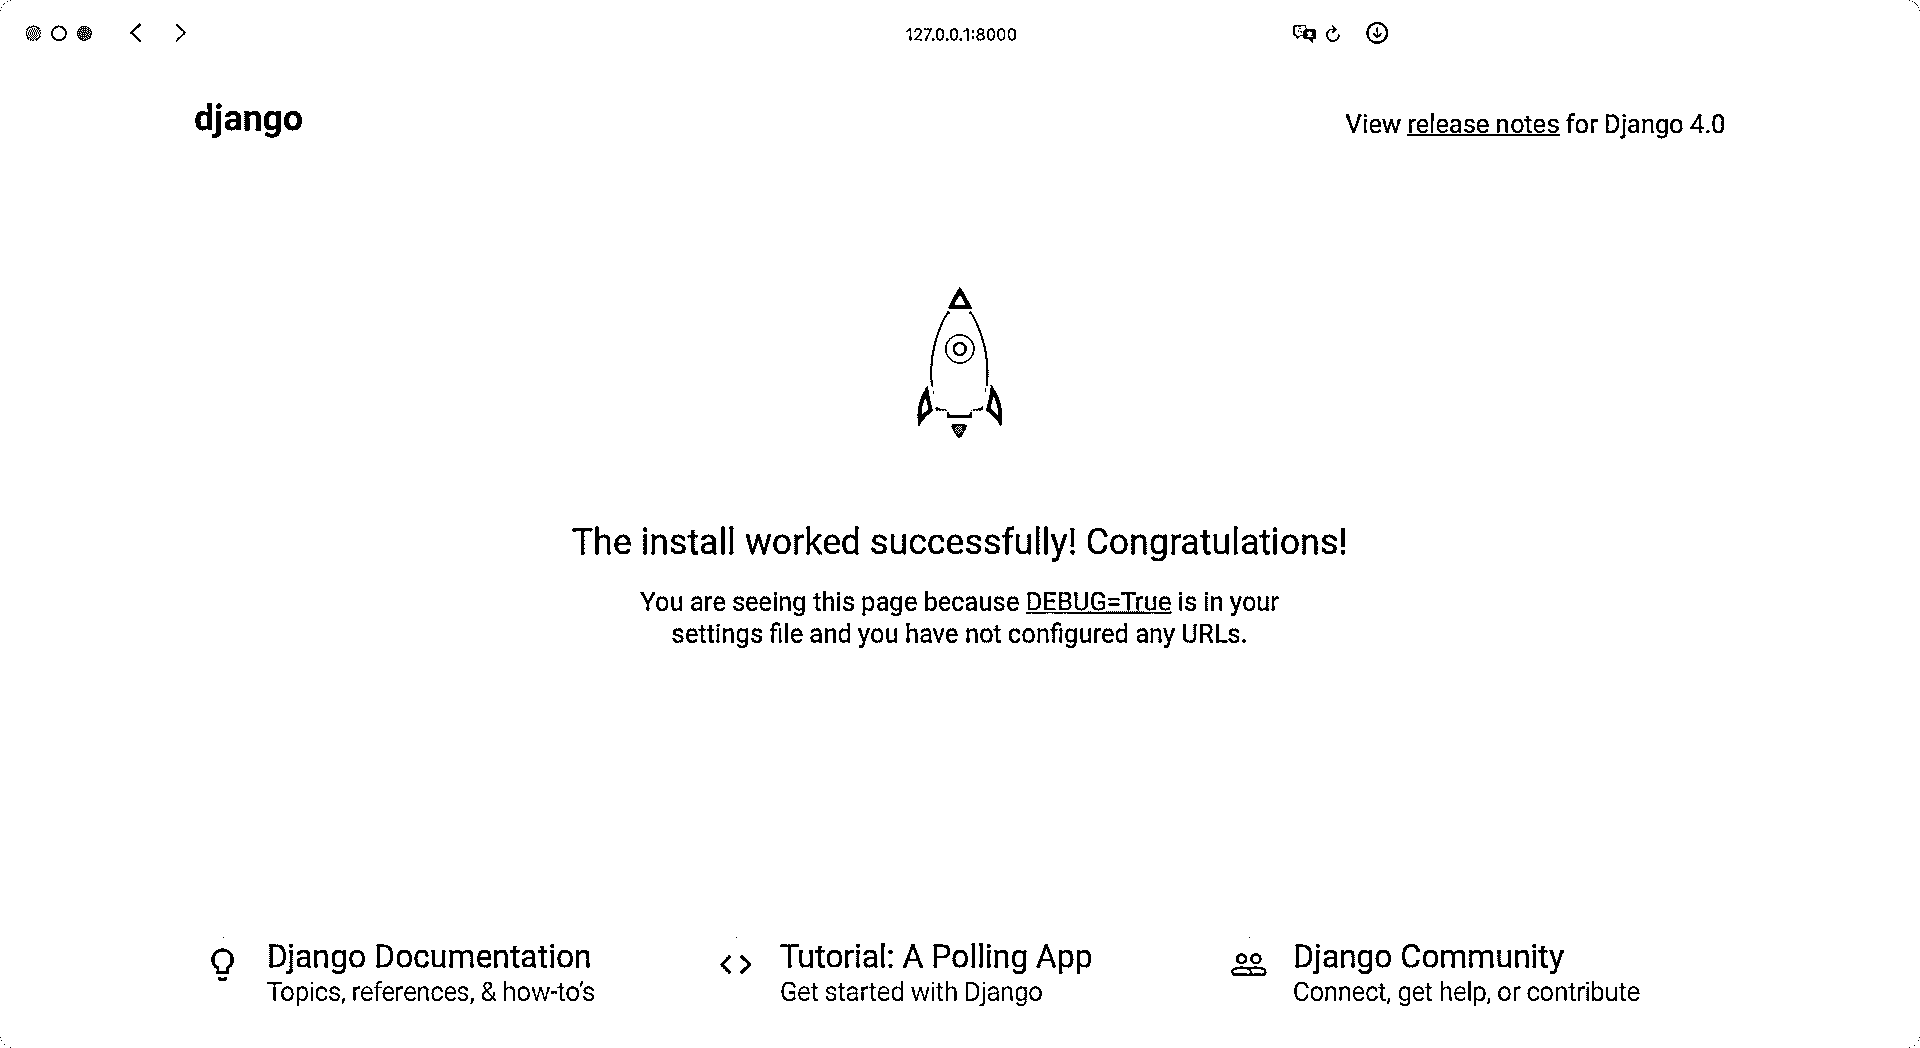 127.0.0.1:8000
django
View release notes for Django 4.0
The install worked successfully! Congratulations!
You are seeing this page because DEBUG=True is in your
settings file and you have not configured any URLs.
Django Documentation
Topics, references, & how-to’s
Tutorial: A Polling App
Get started with Django
Django Community
Connect, get help, or contribute